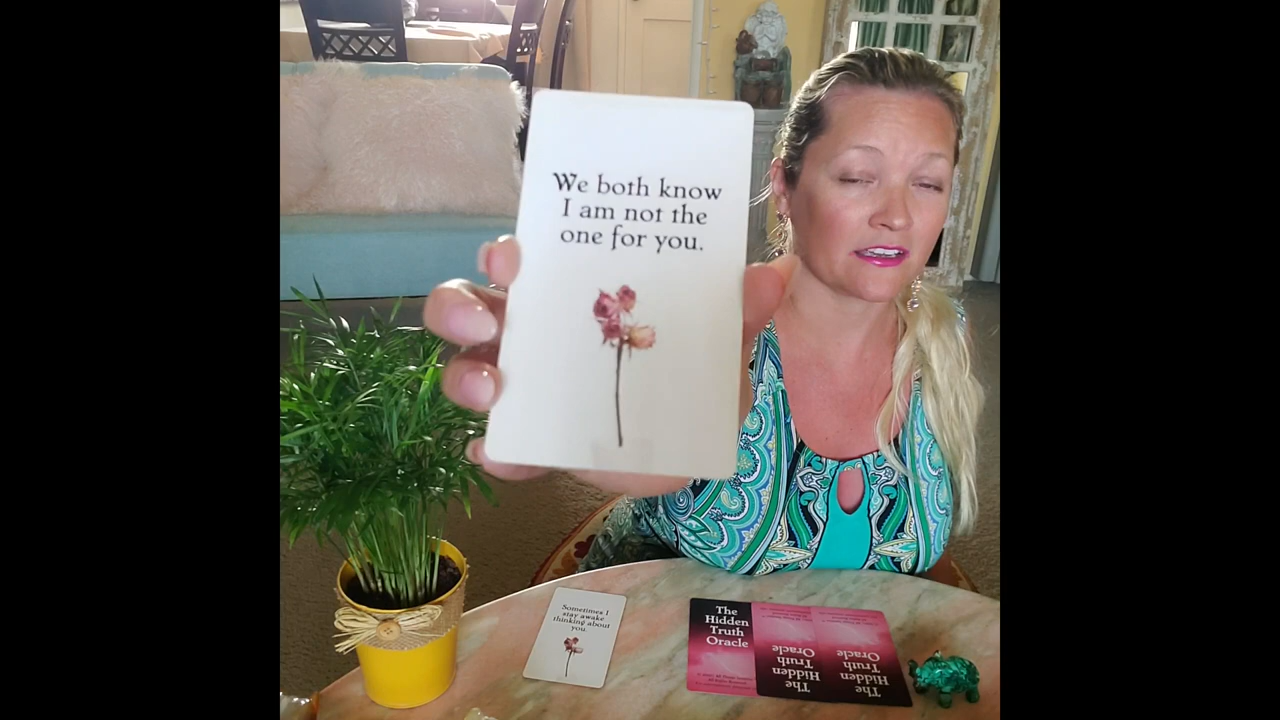 We both know
I am not the
one for you.
Sometimes I
stay awake
thinking about
you.
The
Hidden
Truth
Oracle
The
Hidden
Truth
Oracle
The
Hidden
Truth
Oracle